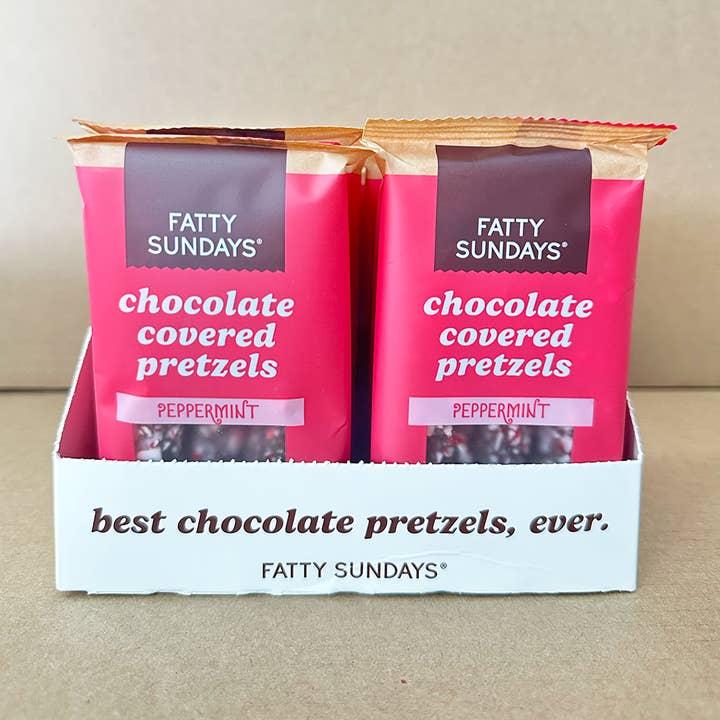 FATTY
SUNDAYS®
chocolate
covered
pretzels
PEPPERMINT
FATTY
SUNDAYS®
chocolate
covered
pretzels
PEPPERMINT
best chocolate pretzels, ever.
FATTY SUNDAYS®